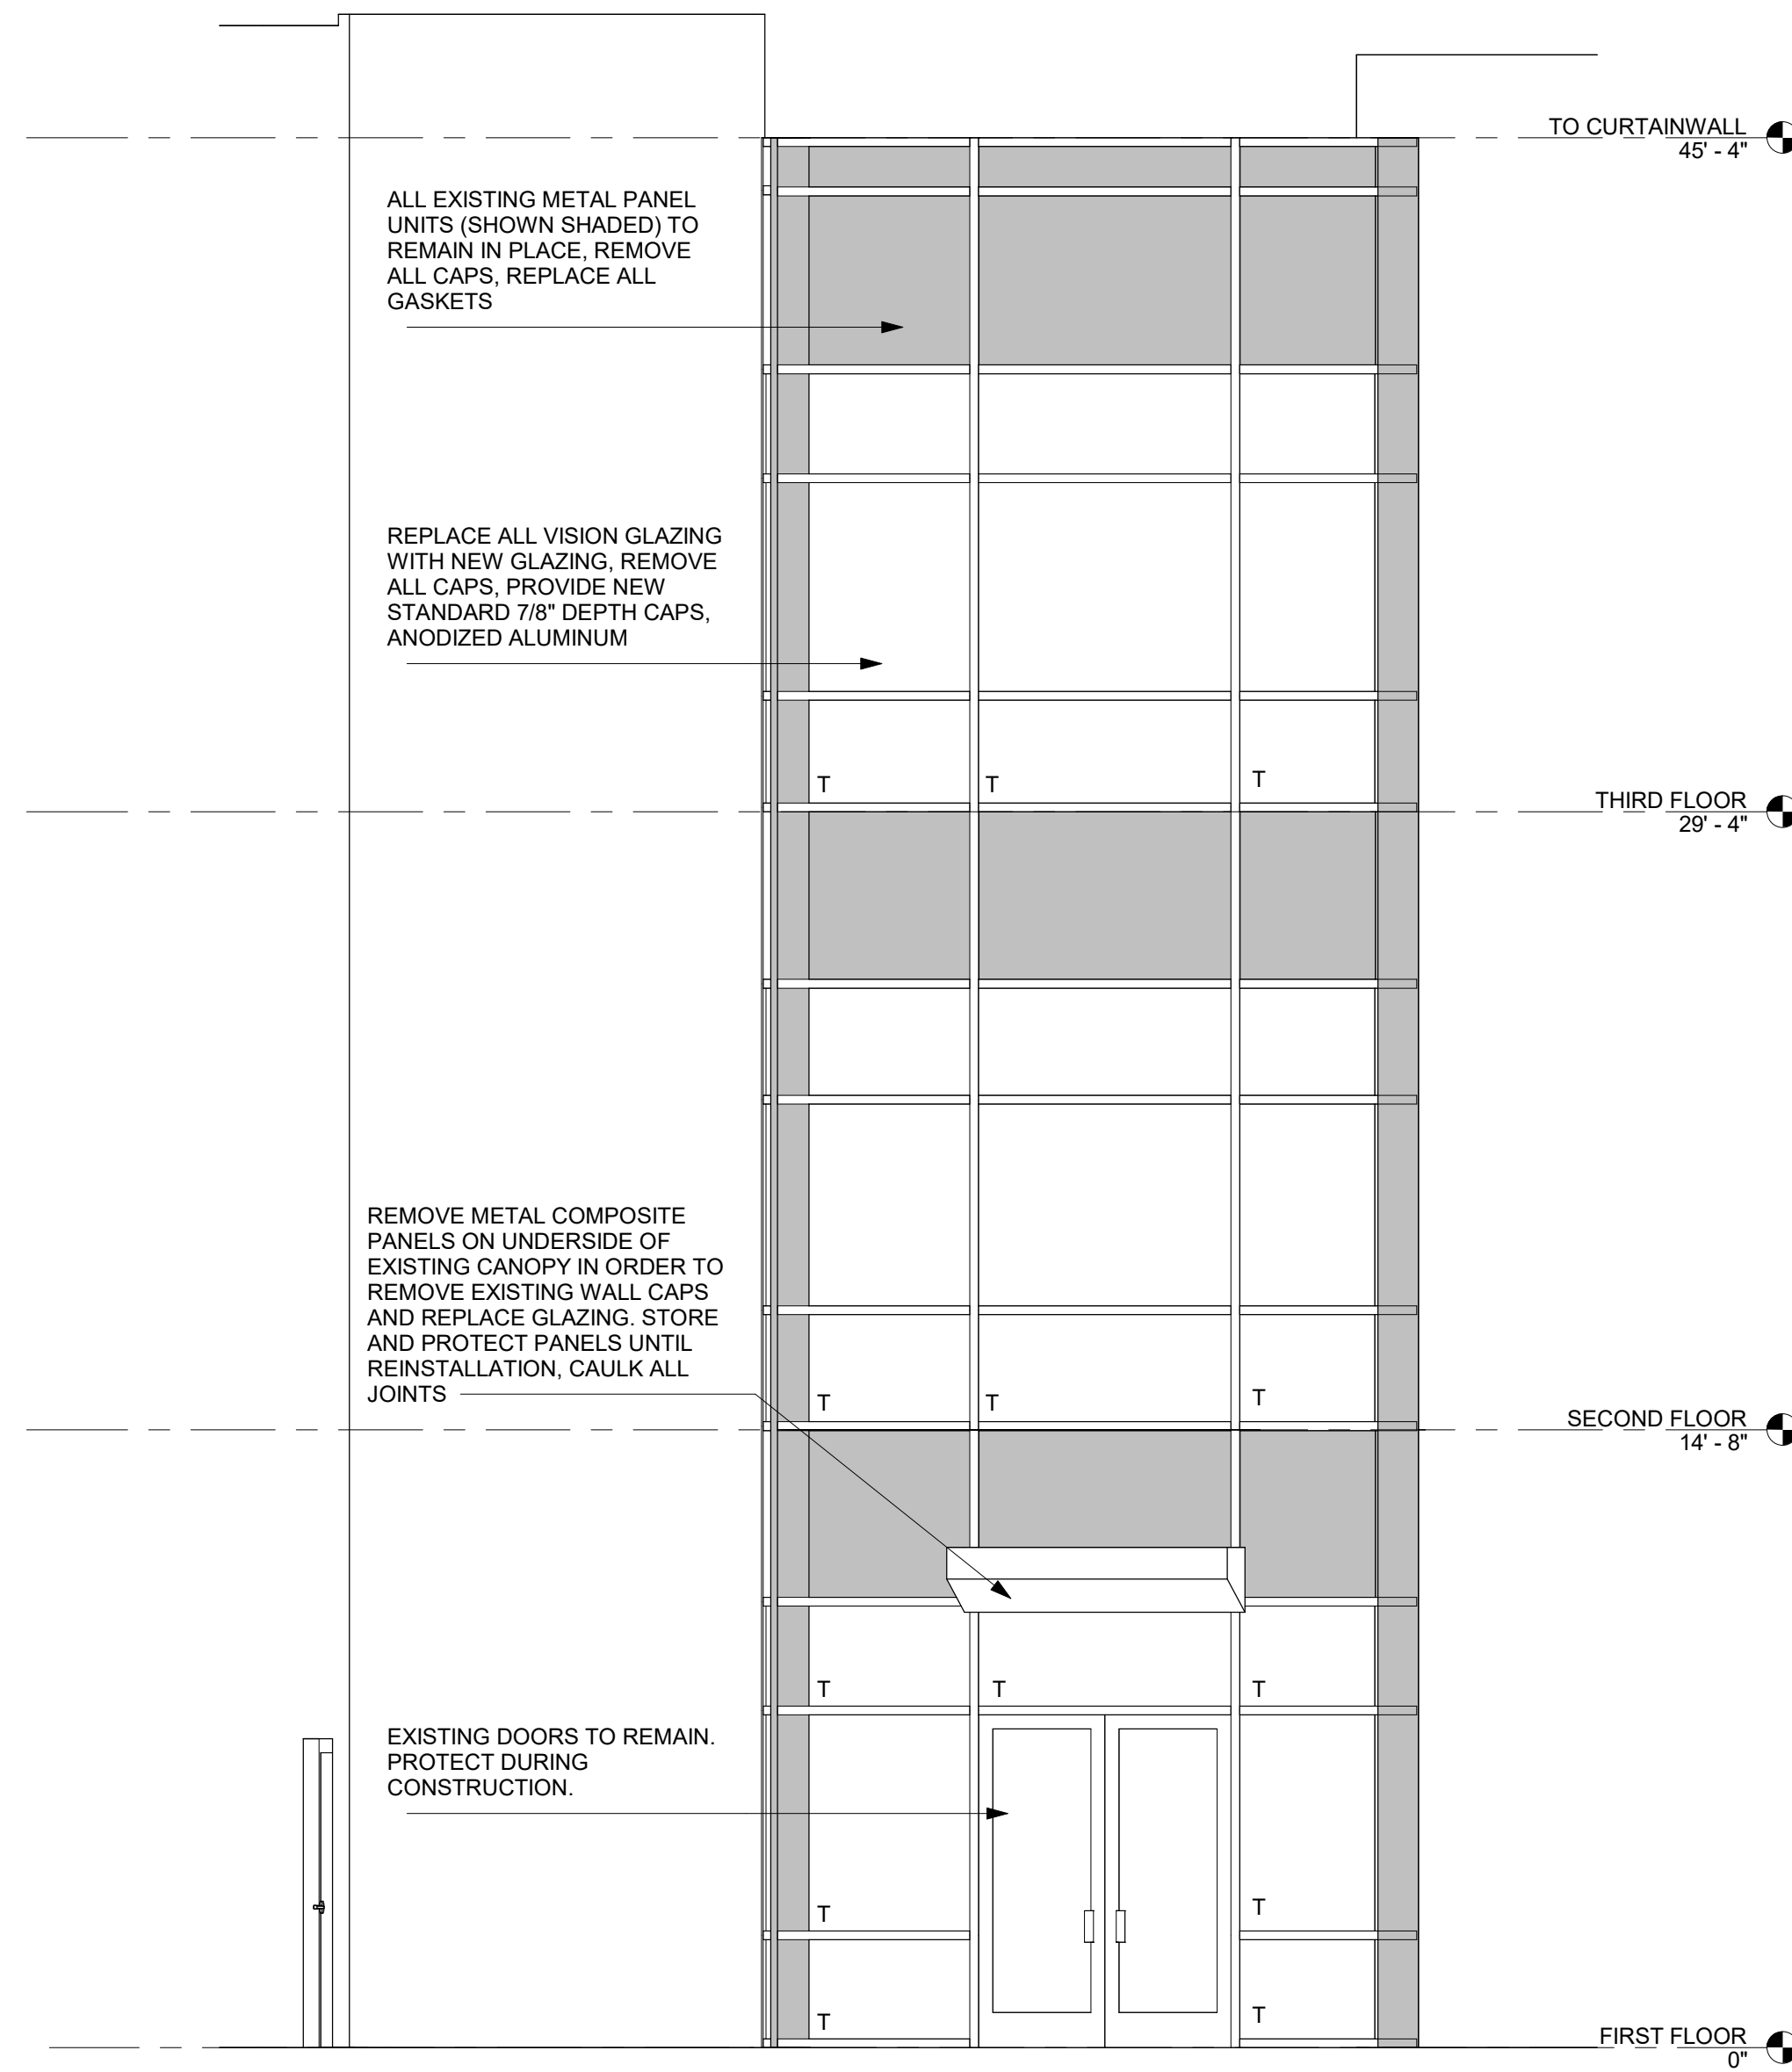 TO CURTAINWALL
45' - 4"
ALL EXISTING METAL PANEL
UNITS (SHOWN SHADED) TO
REMAIN IN PLACE, REMOVE
ALL CAPS, REPLACE ALL
GASKETS
REPLACE ALL VISION GLAZING
WITH NEW GLAZING, REMOVE
ALL CAPS, PROVIDE NEW
STANDARD 7/8" DEPTH CAPS,
ANODIZED ALUMINUM
T T T
THIRD FLOOR
29' - 4"
REMOVE METAL COMPOSITE
PANELS ON UNDERSIDE OF
EXISTING CANOPY IN ORDER TO
REMOVE EXISTING WALL CAPS
AND REPLACE GLAZING. STORE
AND PROTECT PANELS UNTIL
REINSTALLATION, CAULK ALL
JOINTS
T T T
SECOND FLOOR
14' - 8"
T T T
EXISTING DOORS TO REMAIN.
PROTECT DURING
CONSTRUCTION.
T T
T T
FIRST FLOOR
0"